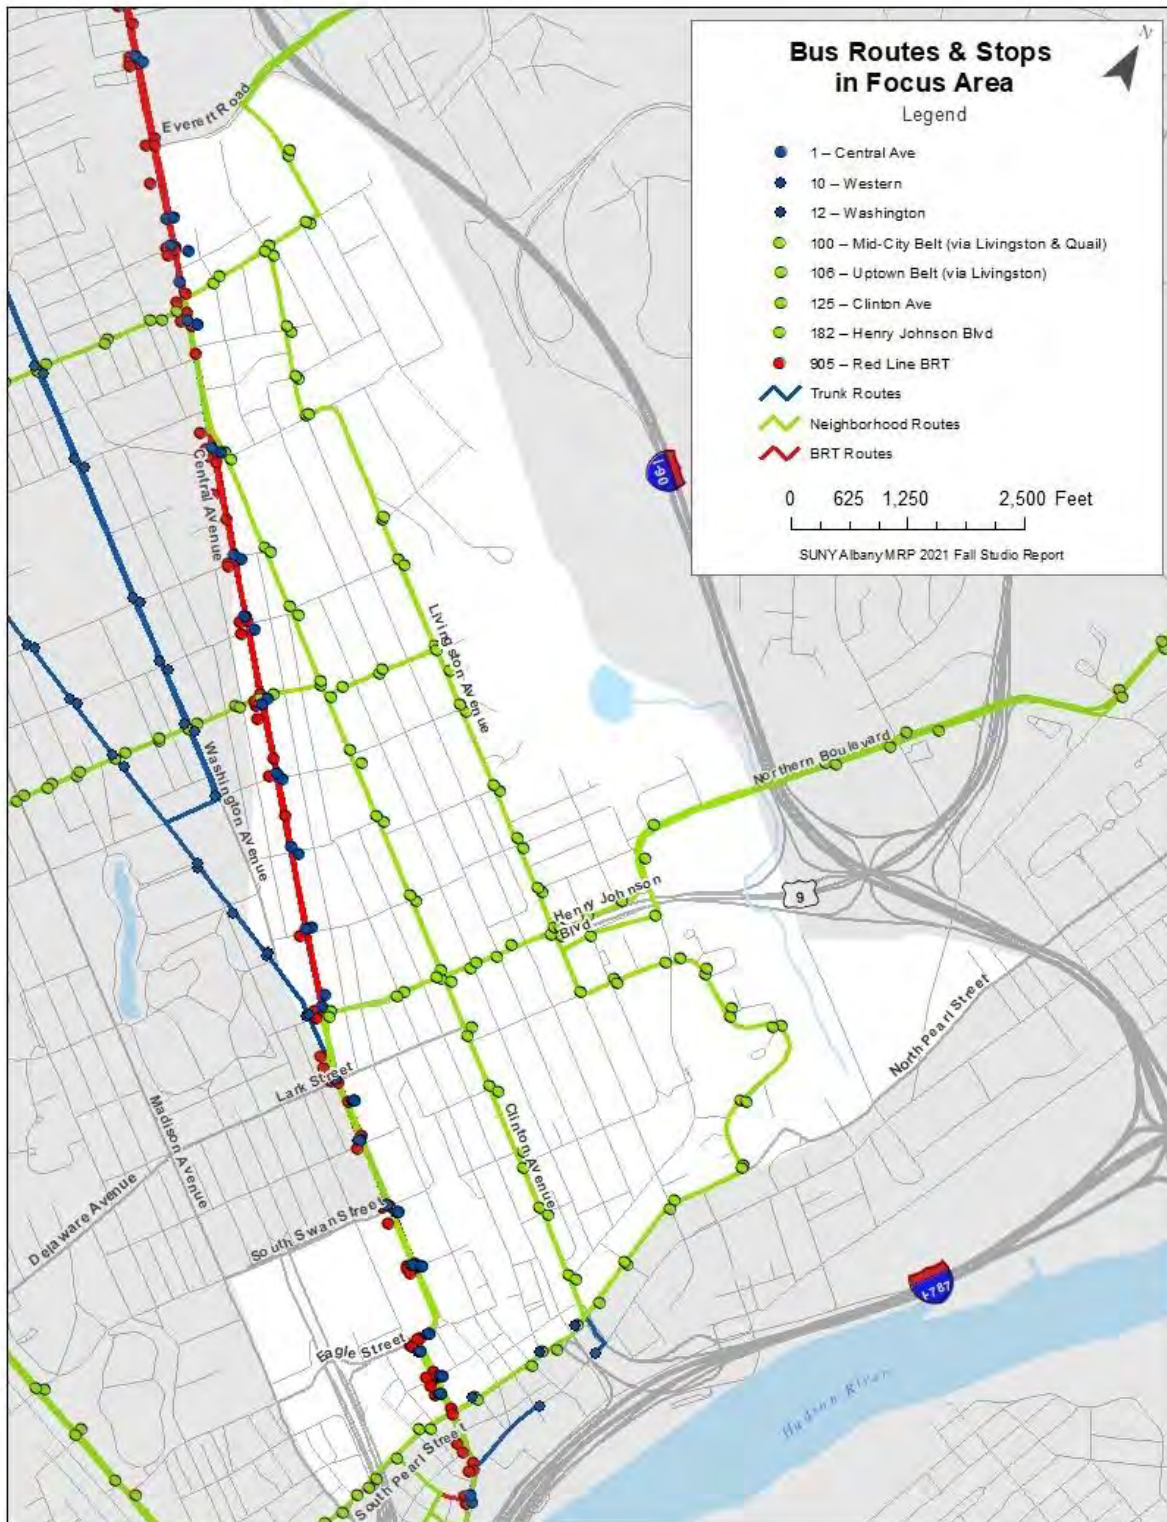 Bus Routes & Stops
in Focus Area
Legend
N
1 – Central Ave
10 – Western
12 – Washington
100 – Mid-City Belt (via Livingston & Quail)
106 – Uptown Belt (via Livingston)
125 – Clinton Ave
182 – Henry Johnson Blvd
905 – Red Line BRT
Trunk Routes
Neighborhood Routes
BRT Routes
0 625 1,250 2,500 Feet
SUNY Albany MRP 2021 Fall Studio Report
Everett Road
Central Avenue
I-90
Livingston Avenue
Washington Avenue
Northern Boulevard
Henry Johnson
Blvd
9
North Pearl Street
Lark Street
Madison Avenue
Clinton Avenue
Delaware Avenue
South Swan Street
I-787
Eagle Street
Hudson River
South Pearl Street